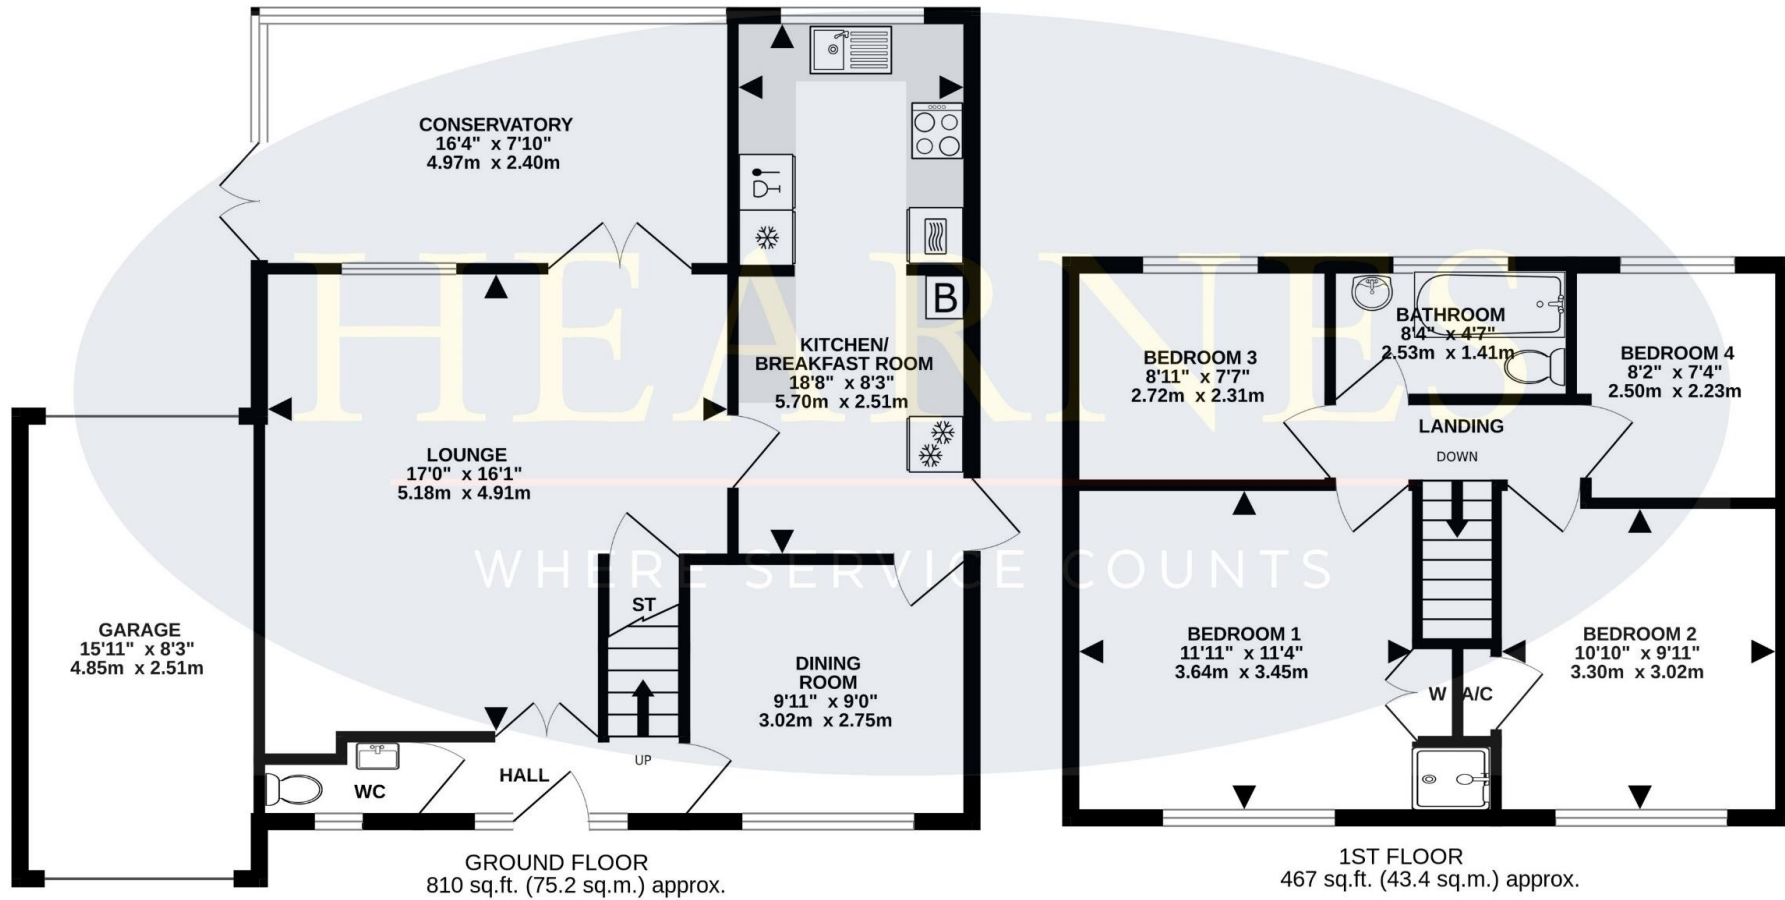 CONSERVATORY
16'4" x 7'10"
4.97m x 2.40m
B
KITCHEN/
BREAKFAST ROOM
18'8" x 8'3"
5.70m x 2.51m
LOUNGE
17'0" x 16'1"
5.18m x 4.91m
GARAGE
15'11" x 8'3"
4.85m x 2.51m
ST
DINING
ROOM
9'11" x 9'0"
3.02m x 2.75m
UP
HALL
WC
GROUND FLOOR
810 sq.ft. (75.2 sq.m.) approx.
BEDROOM 3
8'11" x 7'7"
2.72m x 2.31m
BATHROOM
8'4" x 4'7"
2.53m x 1.41m
BEDROOM 4
8'2" x 7'4"
2.50m x 2.23m
LANDING
DOWN
BEDROOM 1
11'11" x 11'4"
3.64m x 3.45m
BEDROOM 2
10'10" x 9'11"
3.30m x 3.02m
W A/C
1ST FLOOR
467 sq.ft. (43.4 sq.m.) approx.
HEARNES
WHERE SERVICE COUNTS